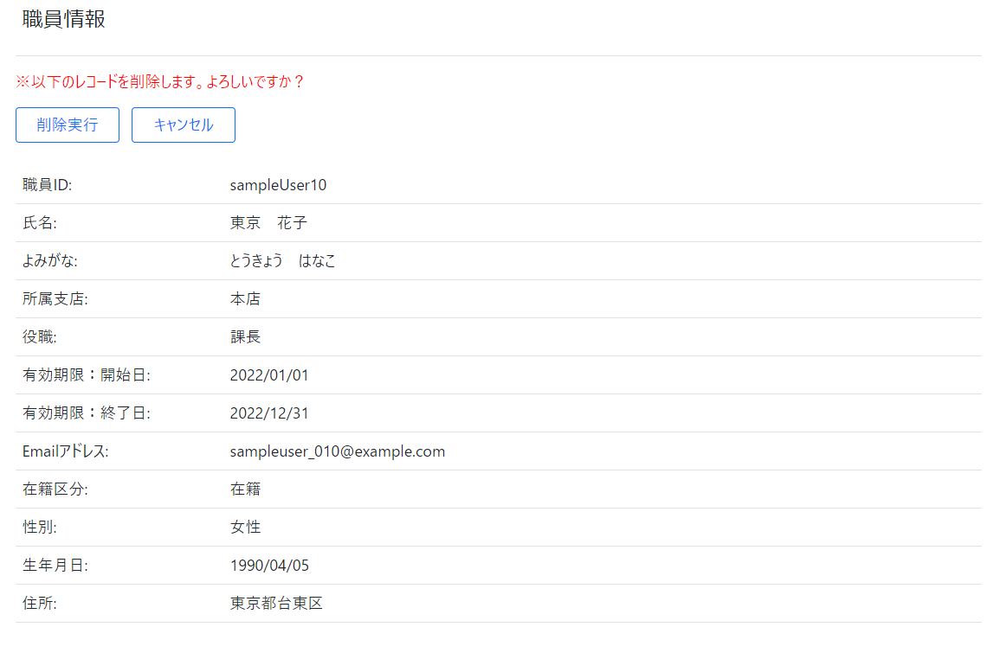 職員情報
※以下のレコードを削除します。よろしいですか？
削除実行 キャンセル
職員ID: sampleUser10
氏名: 東京　花子
よみがな: とうきょう　はなこ
所属支店: 本店
役職: 課長
有効期限：開始日: 2022/01/01
有効期限：終了日: 2022/12/31
Emailアドレス: sampleuser_010@example.com
在籍区分: 在籍
性別: 女性
生年月日: 1990/04/05
住所: 東京都台東区